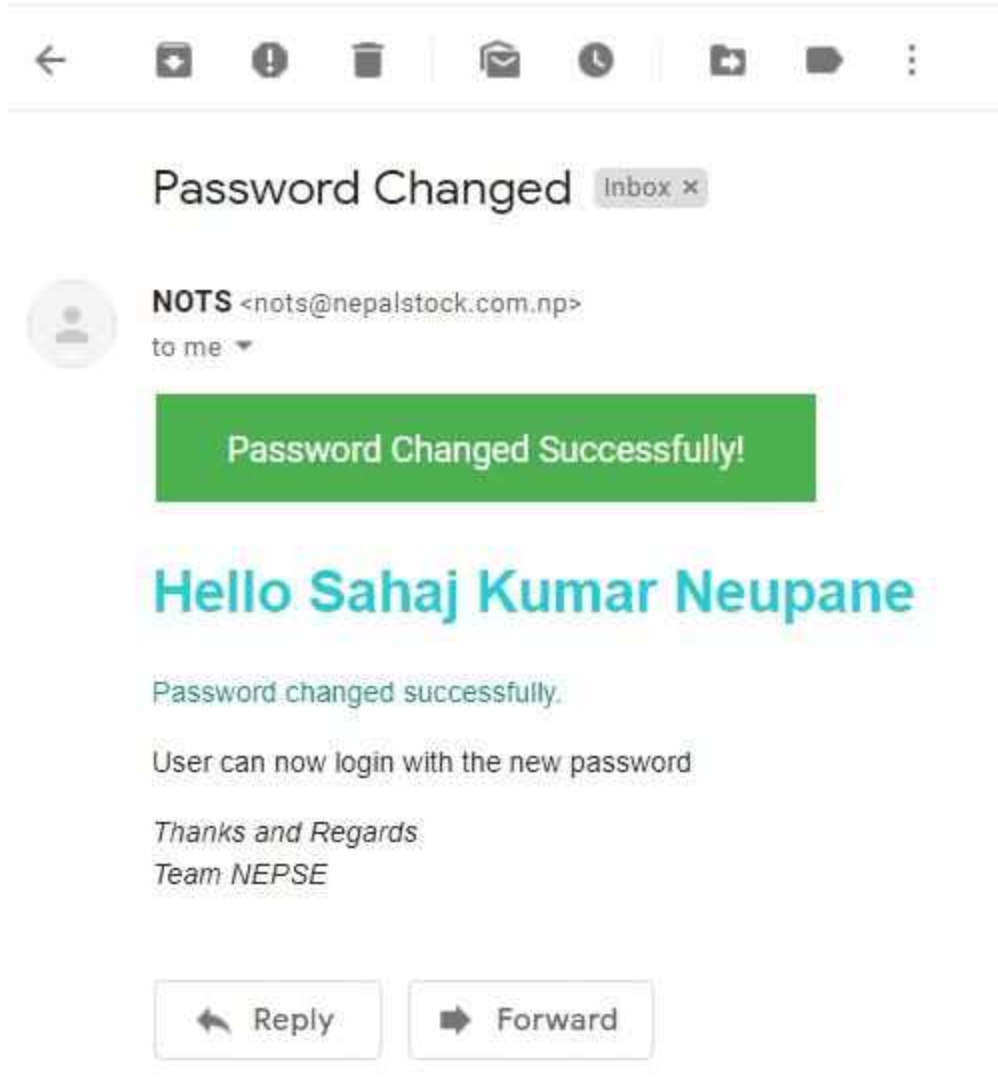 Password Changed Inbox ×
NOTS <nots@nepalstock.com.np>
to me
Password Changed Successfully!
Hello Sahaj Kumar Neupane
Password changed successfully.
User can now login with the new password
Thanks and Regards
Team NEPSE
Reply Forward